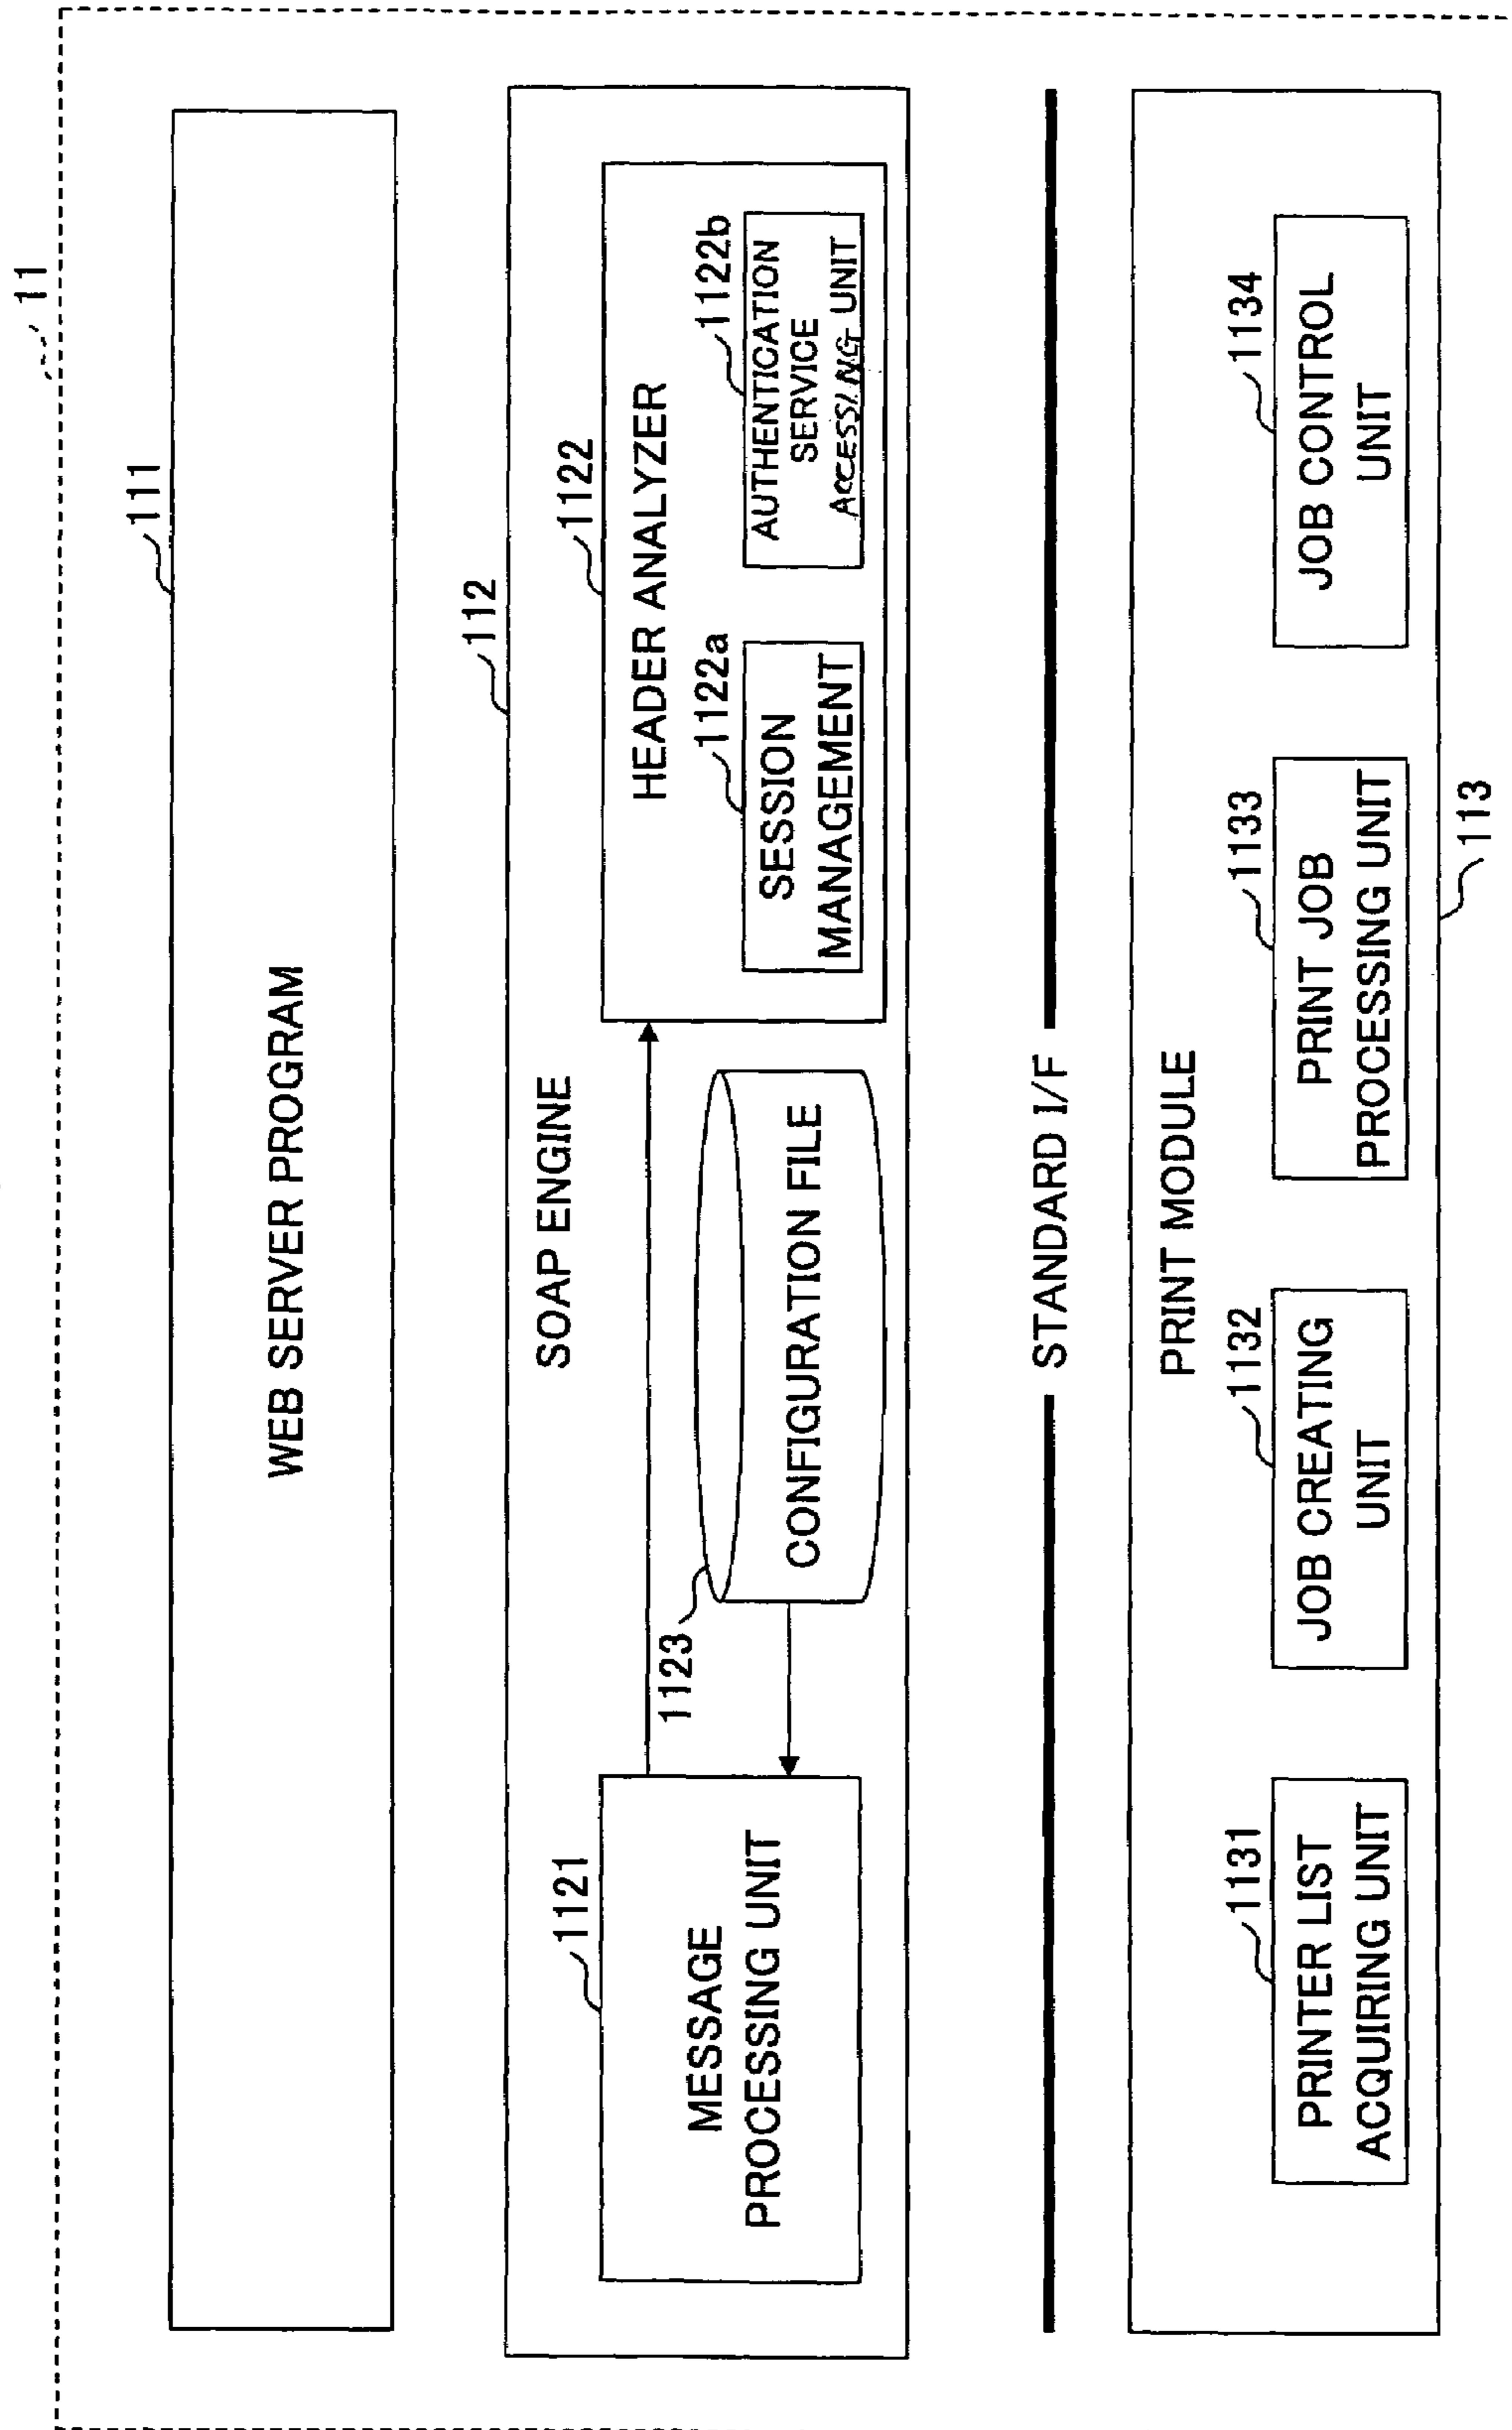 11
111
WEB SERVER PROGRAM
112
SOAP ENGINE
1121
MESSAGE
PROCESSING UNIT
1123
CONFIGURATION FILE
1122
HEADER ANALYZER
1122a
SESSION
MANAGEMENT
1122b
AUTHENTICATION
SERVICE
ACCESSING UNIT
STANDARD I/F
PRINT MODULE
1131
PRINTER LIST
ACQUIRING UNIT
1132
JOB CREATING
UNIT
1133
PRINT JOB
PROCESSING UNIT
1134
JOB CONTROL
UNIT
113